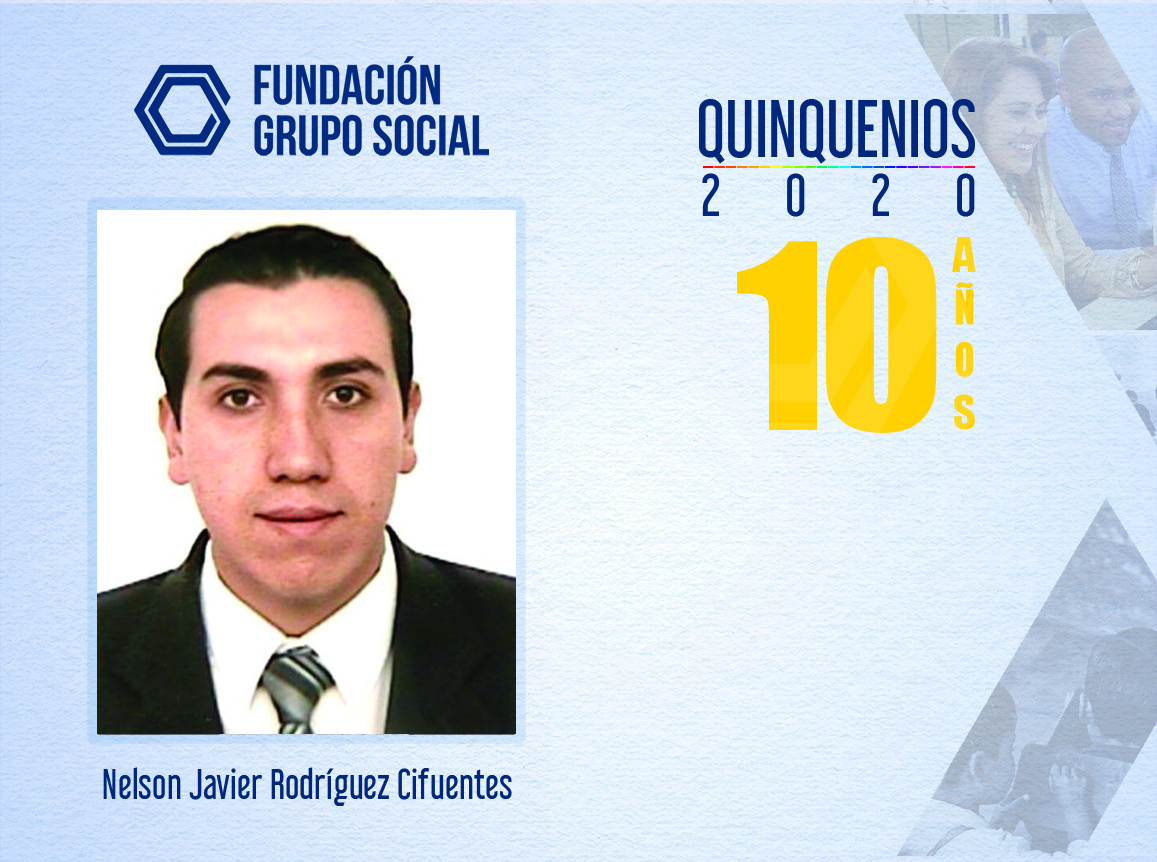 FUNDACIÓN
GRUPO SOCIAL
QUINQUENIOS
2020
10
AÑOS
Nelson Javier Rodríguez Cifuentes